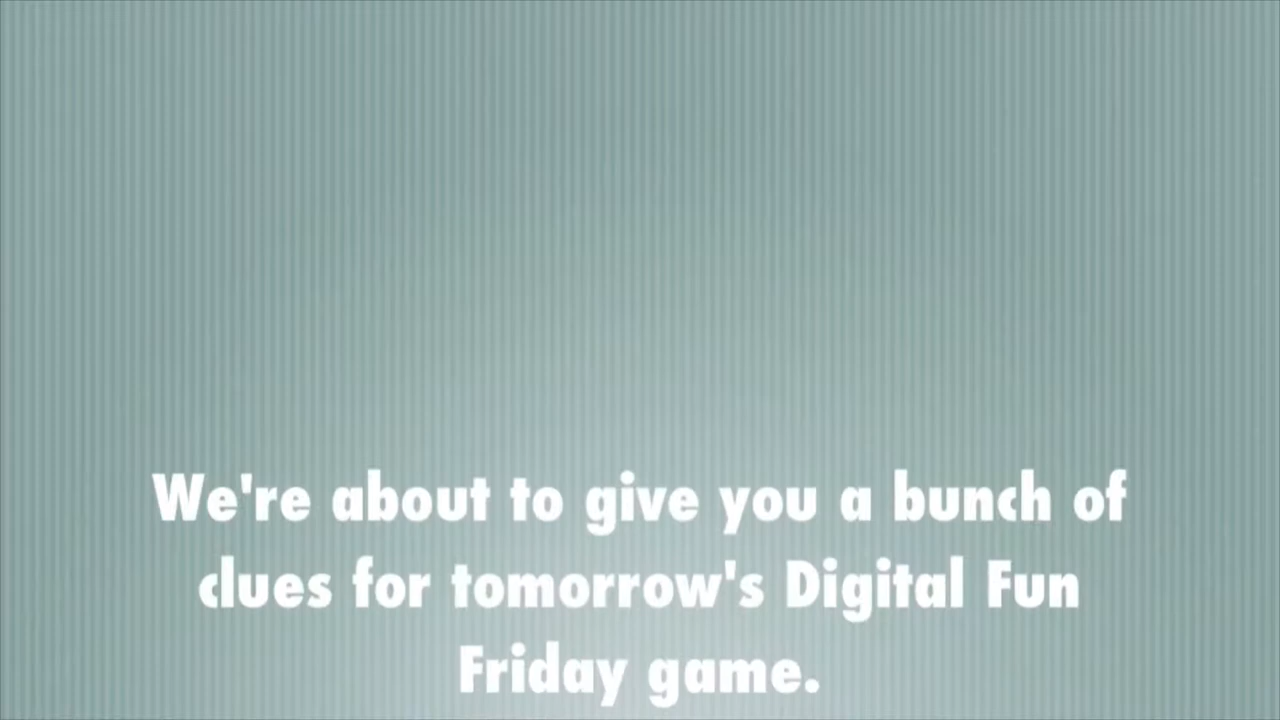 We're about to give you a bunch of
clues for tomorrow's Digital Fun
Friday game.